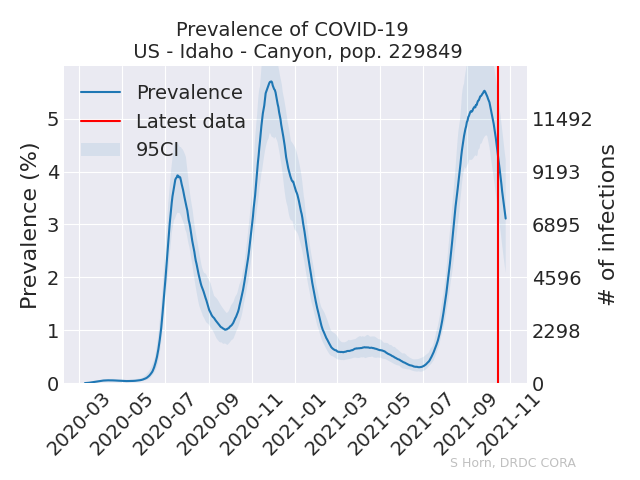 Prevalence of COVID-19
US - Idaho - Canyon, pop. 229849
Prevalence
Latest data
95CI
Prevalence (%)
5
4
3
2
1
0
11492
9193
6895
4596
2298
0
# of infections
2020-03
2020-05
2020-07
2020-09
2020-11
2021-01
2021-03
2021-05
2021-07
2021-09
2021-11
S Horn, DRDC CORA